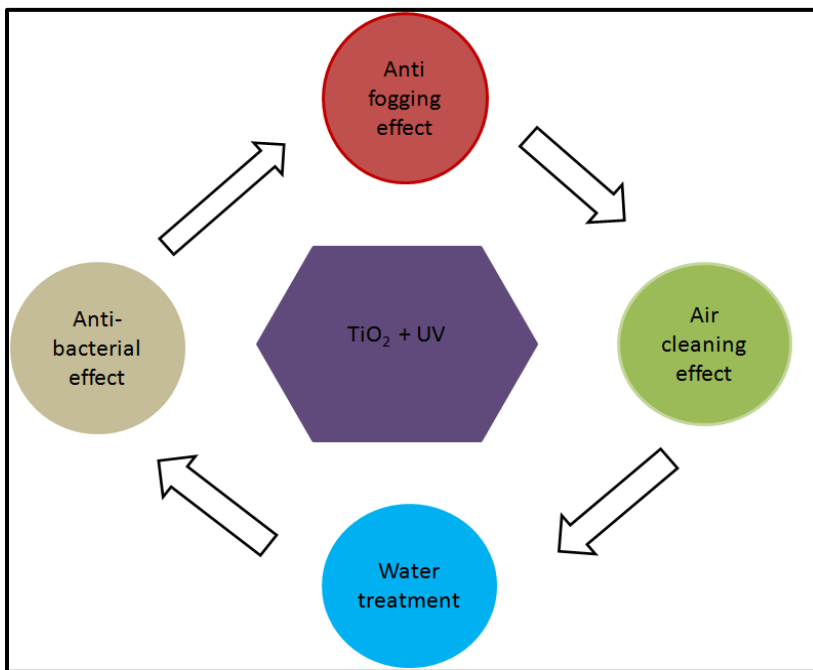 Anti
fogging
effect
Anti-
bacterial
effect
TiO₂ + UV
Air
cleaning
effect
Water
treatment